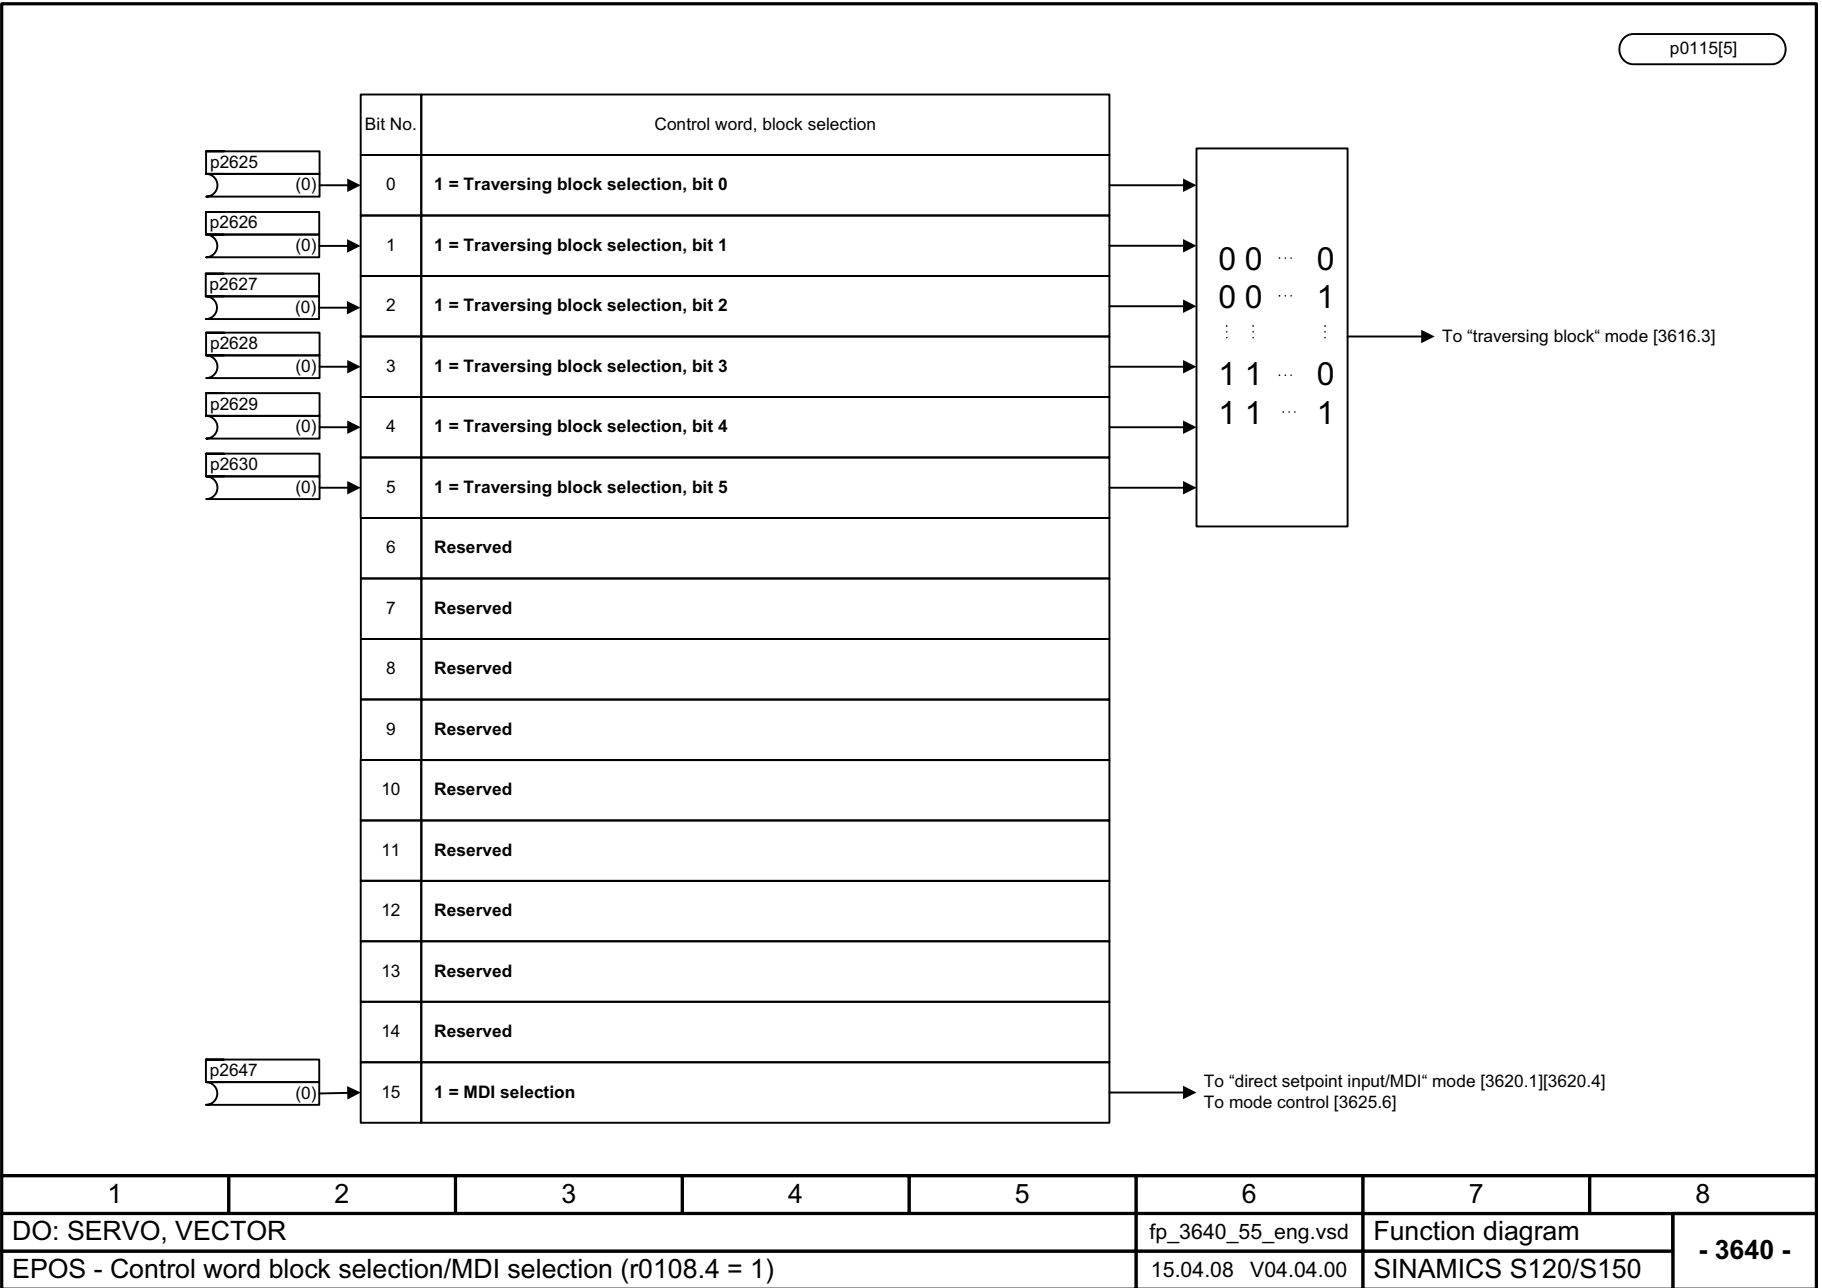 p0115[5]
Bit No. Control word, block selection
p2625
(0) 0 1 = Traversing block selection, bit 0
p2626
(0) 1 1 = Traversing block selection, bit 1
p2627
(0) 2 1 = Traversing block selection, bit 2
p2628
(0) 3 1 = Traversing block selection, bit 3
p2629
(0) 4 1 = Traversing block selection, bit 4
p2630
(0) 5 1 = Traversing block selection, bit 5
0 0 ... 0
0 0 ... 1
⋮ ⋮ ⋮
1 1 ... 0
1 1 ... 1
To “traversing block“ mode [3616.3]
6 Reserved
7 Reserved
8 Reserved
9 Reserved
10 Reserved
11 Reserved
12 Reserved
13 Reserved
14 Reserved
p2647
(0) 15 1 = MDI selection
To “direct setpoint input/MDI“ mode [3620.1][3620.4]
To mode control [3625.6]
1 2 3 4 5 6 7 8
DO: SERVO, VECTOR fp_3640_55_eng.vsd Function diagram
- 3640 -
EPOS - Control word block selection/MDI selection (r0108.4 = 1) 15.04.08 V04.04.00 SINAMICS S120/S150